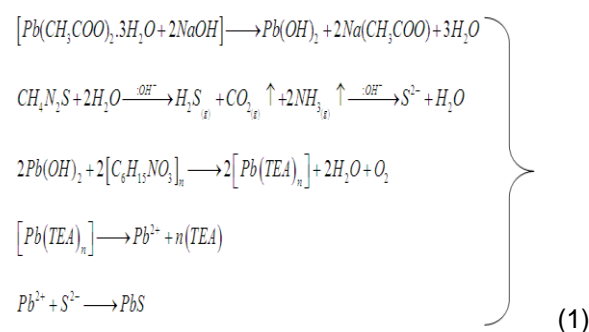 [Pb(CH₃COO)₂.3H₂O+2NaOH]⟶Pb(OH)₂+2Na(CH₃COO)+3H₂O
CH₄N₂S+2H₂O —:OH⁻→ H₂S₍g₎+CO₂₍g₎↑+2NH₃₍g₎↑ —:OH⁻→ S²⁻+H₂O
2Pb(OH)₂+2[C₆H₁₅NO₃]ₙ⟶2[Pb(TEA)ₙ]+2H₂O+O₂
[Pb(TEA)ₙ]⟶Pb²⁺+n(TEA)
Pb²⁺+S²⁻⟶PbS
(1)